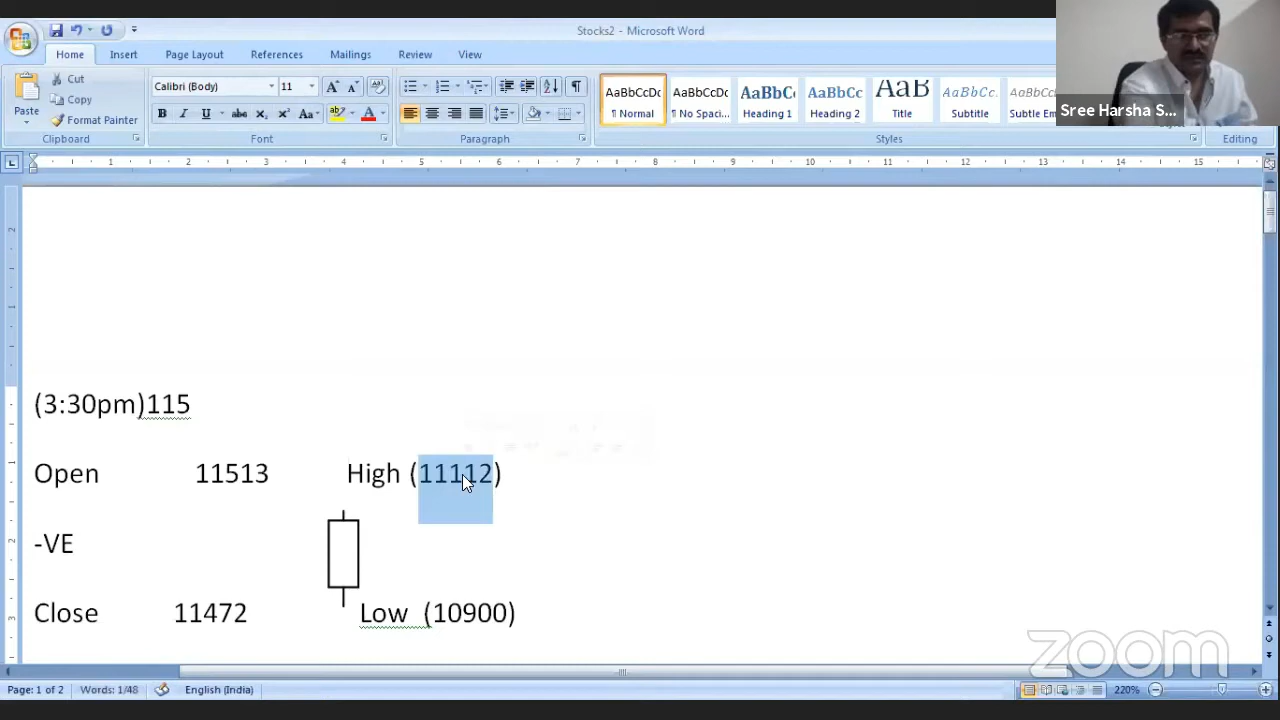 Stocks2 - Microsoft Word
Home Insert Page Layout References Mailings Review View
Sree Harsha S...
Paste
Cut
Copy
Format Painter
Clipboard
Calibri (Body) 11
Font
Paragraph
AaBbCcDc AaBbCcDc AaBbC AaBbCc AaB AaBbCc. AaBbCcD
¶ Normal ¶ No Spaci... Heading 1 Heading 2 Title Subtitle Subtle Em
Styles
Editing
(3:30pm)115
Open 11513 High (11112)
-VE
Close 11472 Low (10900)
zoom
Page: 1 of 2 Words: 1/48 English (India) 220%